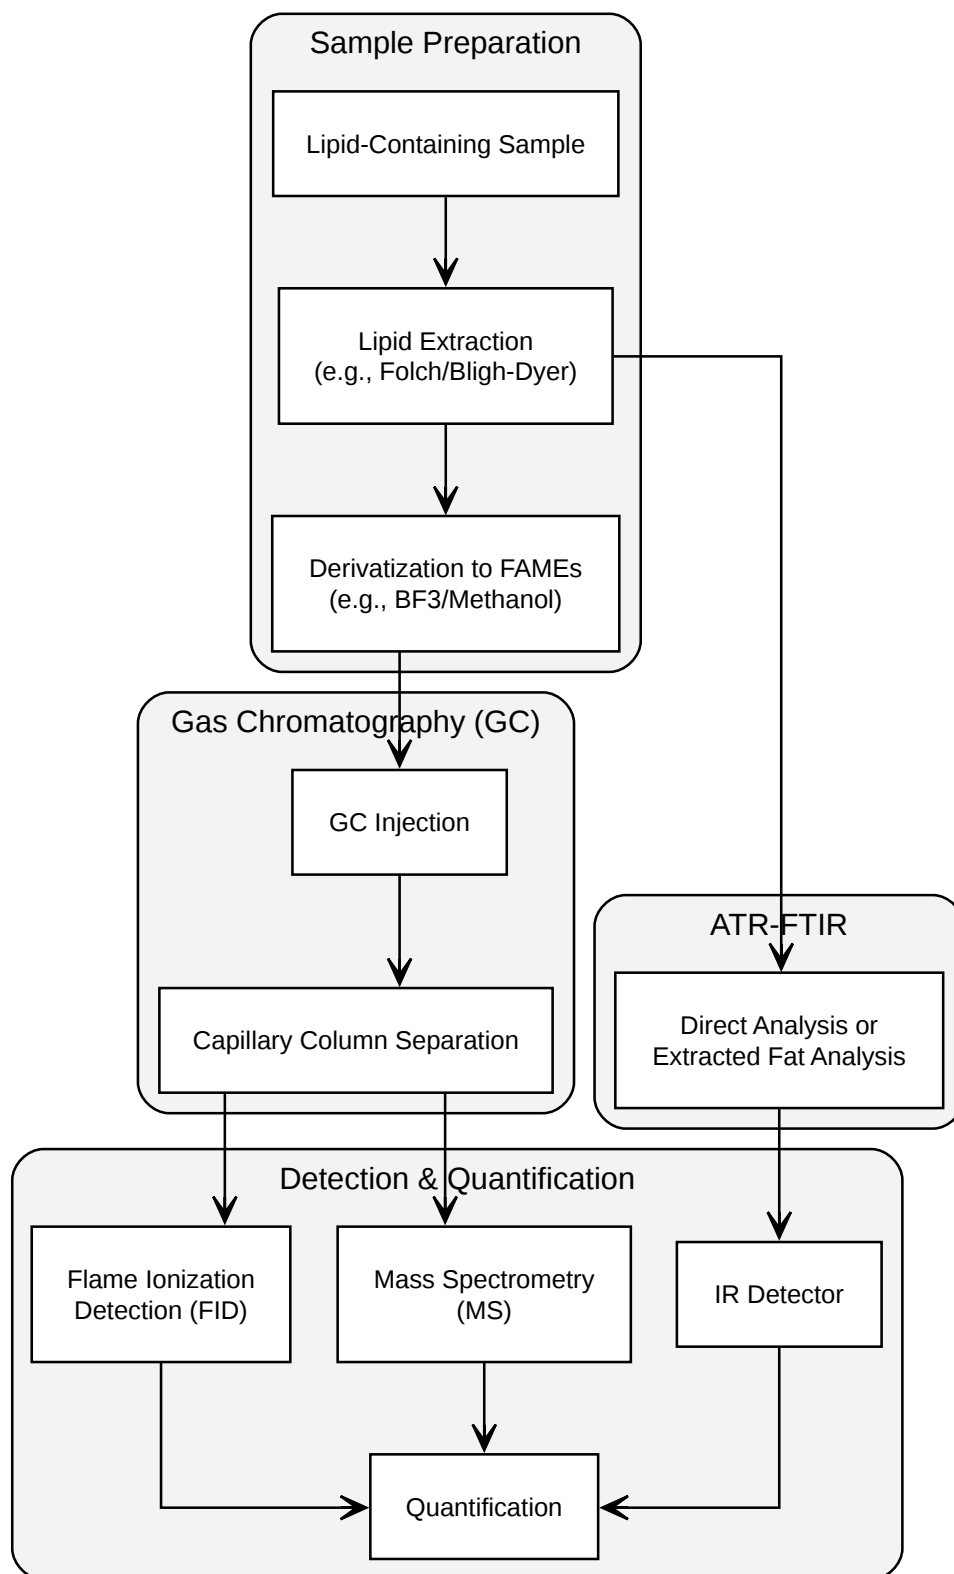 Sample Preparation
Lipid-Containing Sample
Lipid Extraction
(e.g., Folch/Bligh-Dyer)
Derivatization to FAMEs
(e.g., BF3/Methanol)
Gas Chromatography (GC)
GC Injection
Capillary Column Separation
ATR-FTIR
Direct Analysis or
Extracted Fat Analysis
Detection & Quantification
Flame Ionization
Detection (FID)
Mass Spectrometry
(MS)
IR Detector
Quantification